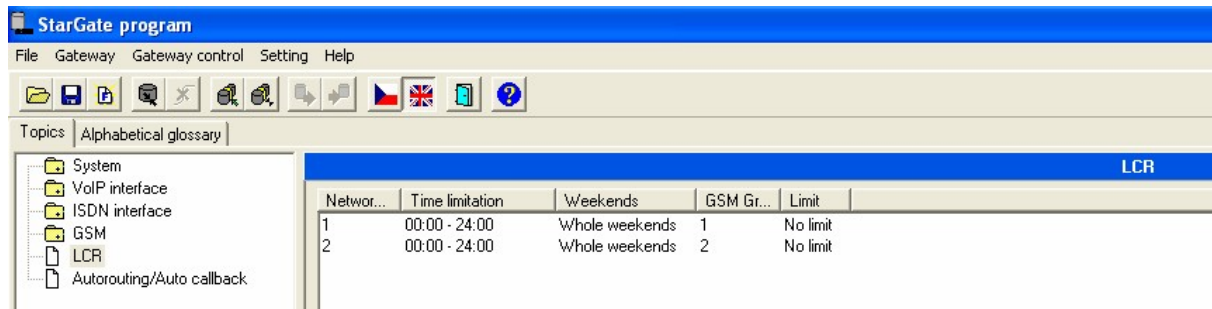 StarGate program
File Gateway Gateway control Setting Help
Topics Alphabetical glossary
System
VoIP interface
ISDN interface
GSM
LCR
Autorouting/Auto callback
LCR
Networ... Time limitation Weekends GSM Gr... Limit
1 00:00 - 24:00 Whole weekends 1 No limit
2 00:00 - 24:00 Whole weekends 2 No limit